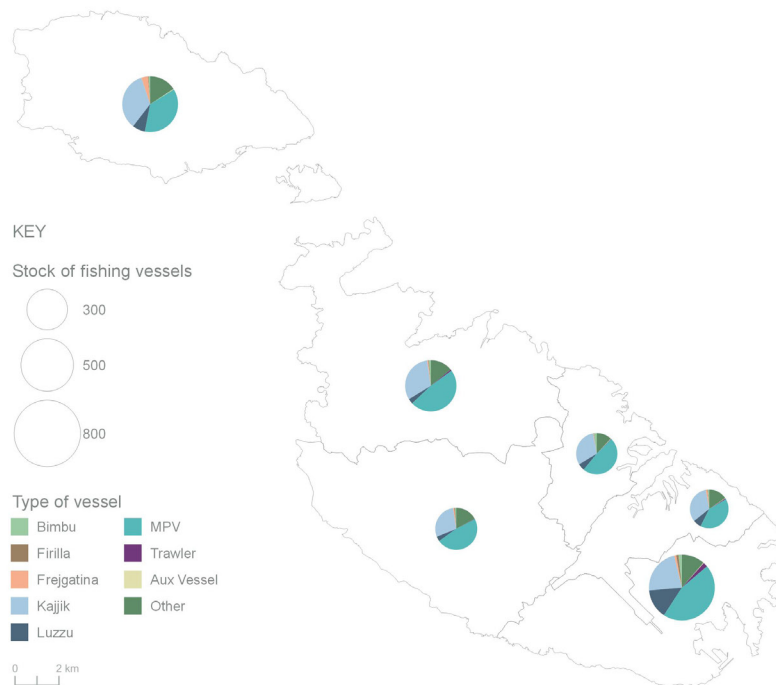 KEY
Stock of fishing vessels
300
500
800
Type of vessel
Bimbu MPV
Firilla Trawler
Frejgatina Aux Vessel
Kajjik Other
Luzzu
0 2 km